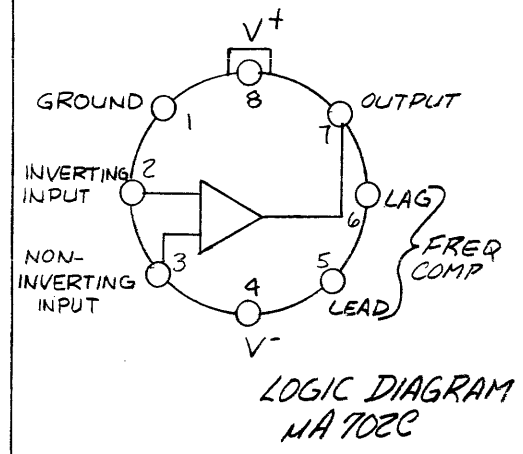 V+
8
GROUND
1
OUTPUT
7
INVERTING
INPUT
2
LAG
6
FREQ
COMP
NON-
INVERTING
INPUT
3
5
LEAD
4
V-
LOGIC DIAGRAM
μA 702C